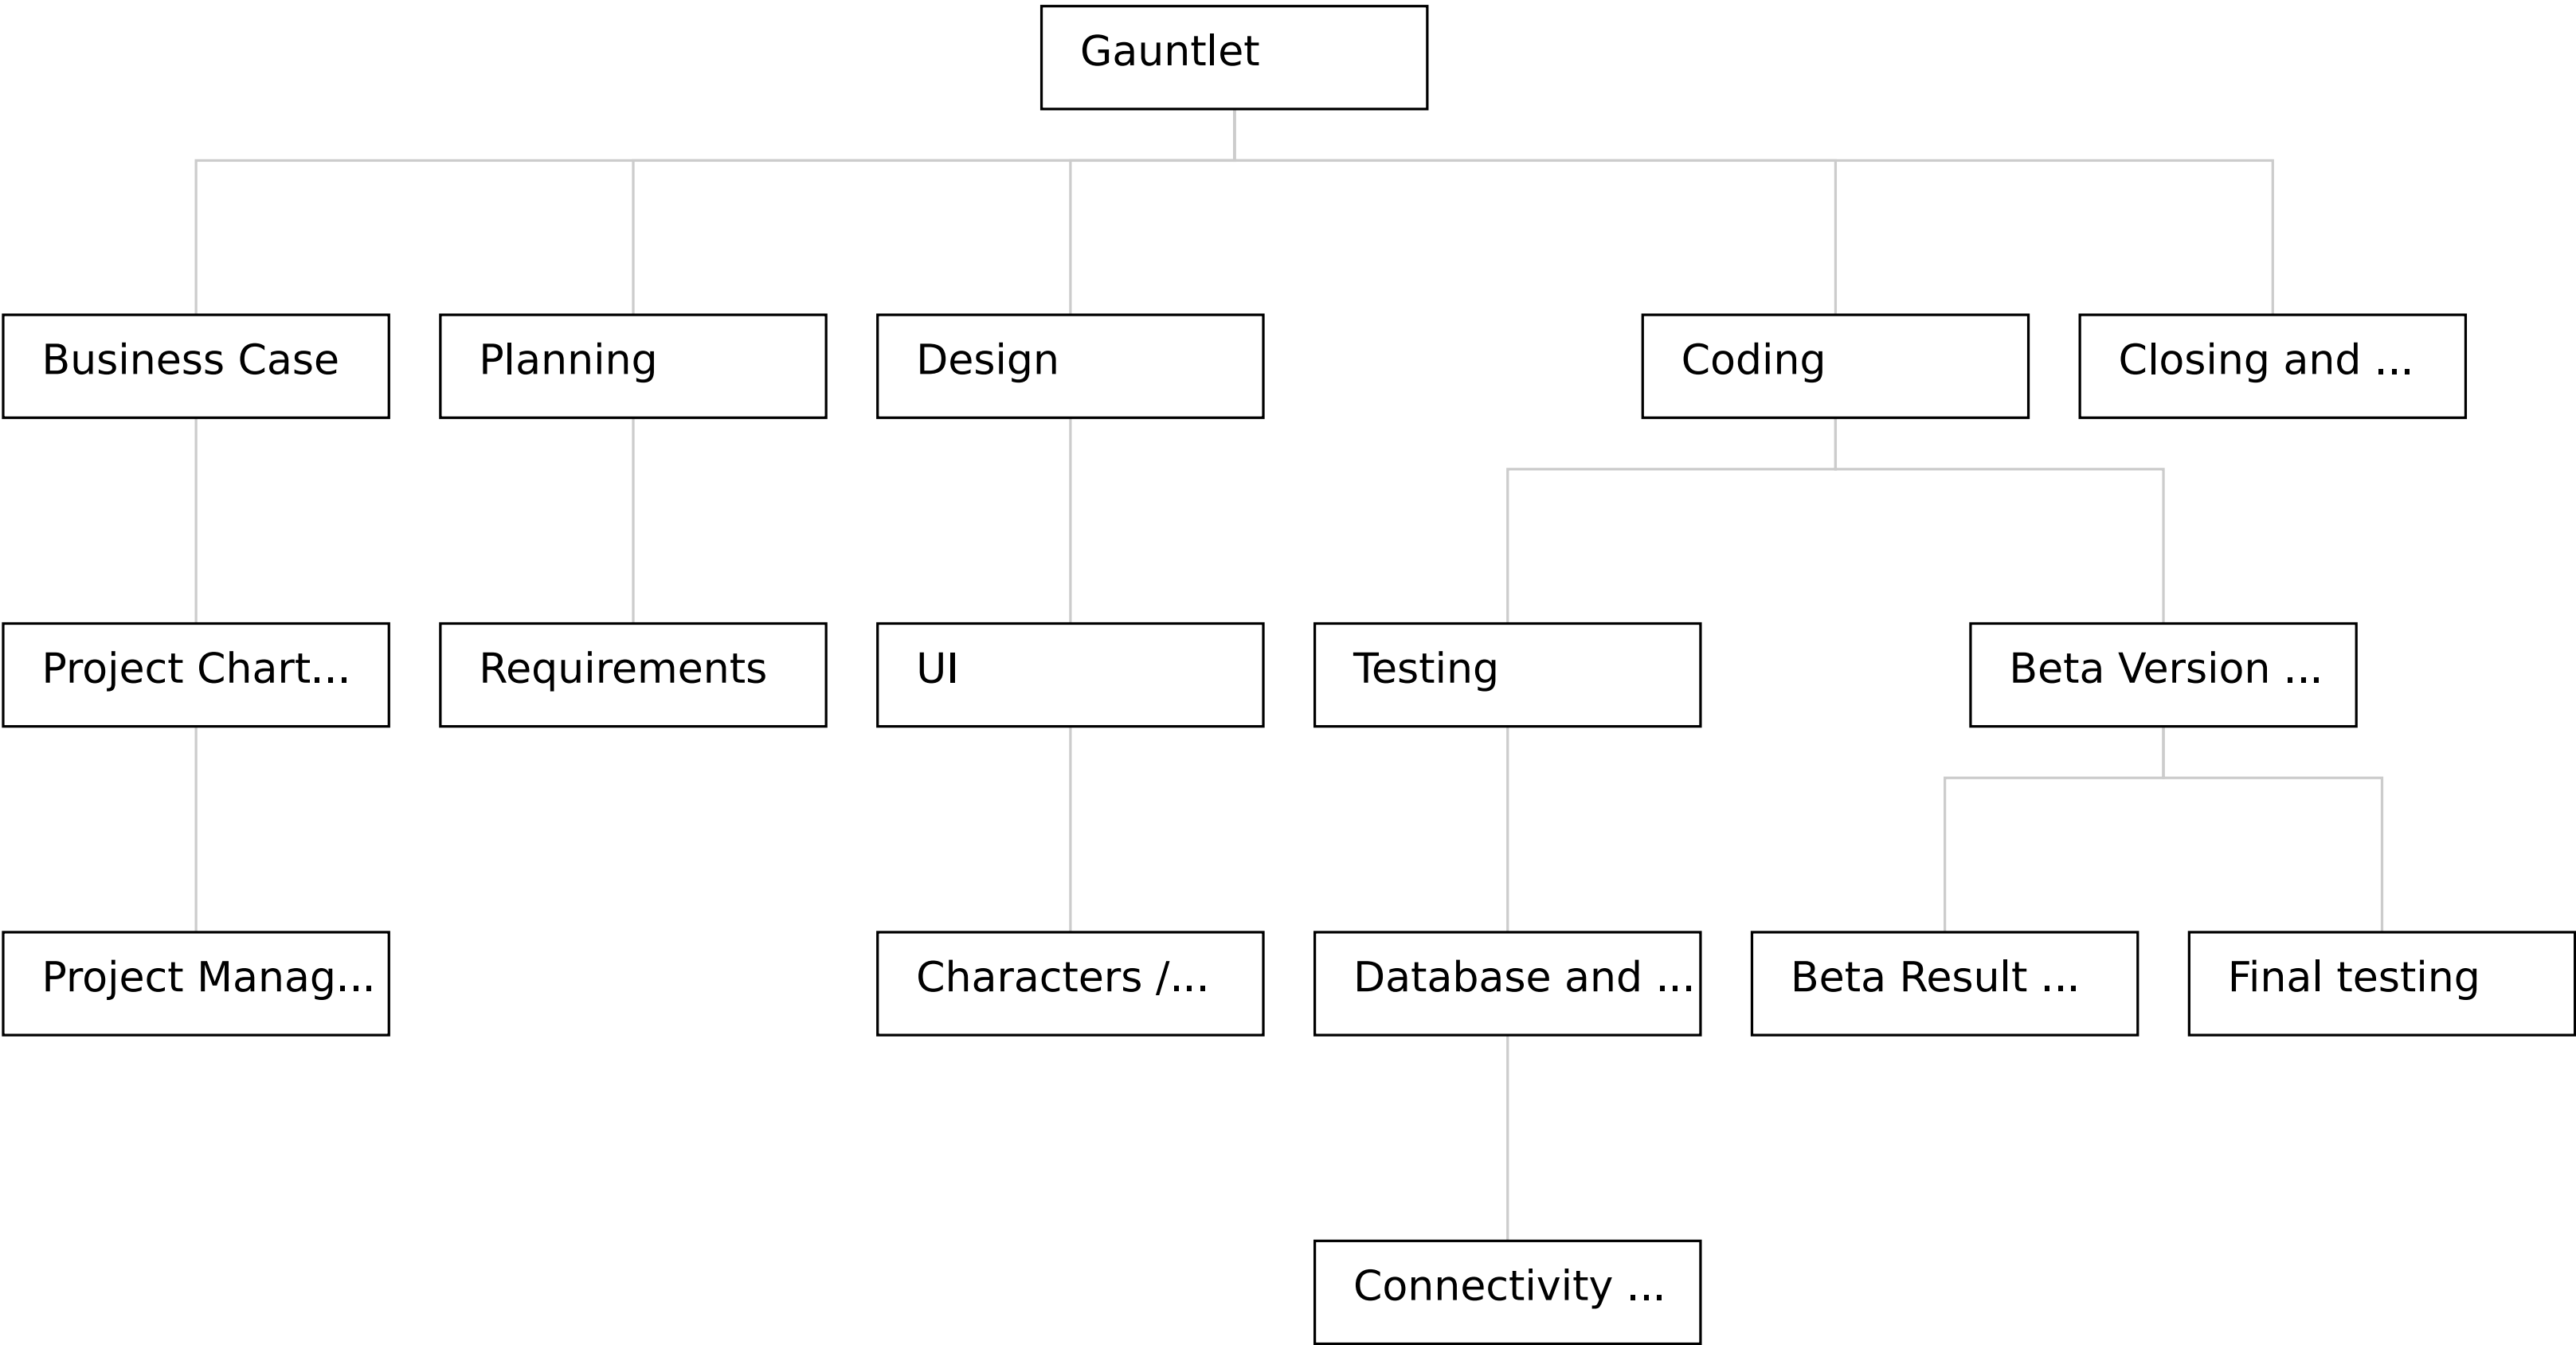 Gauntlet
Business Case
Planning
Design
Coding
Closing and ...
Project Chart...
Requirements
UI
Testing
Beta Version ...
Project Manag...
Characters /...
Database and ...
Beta Result ...
Final testing
Connectivity ...